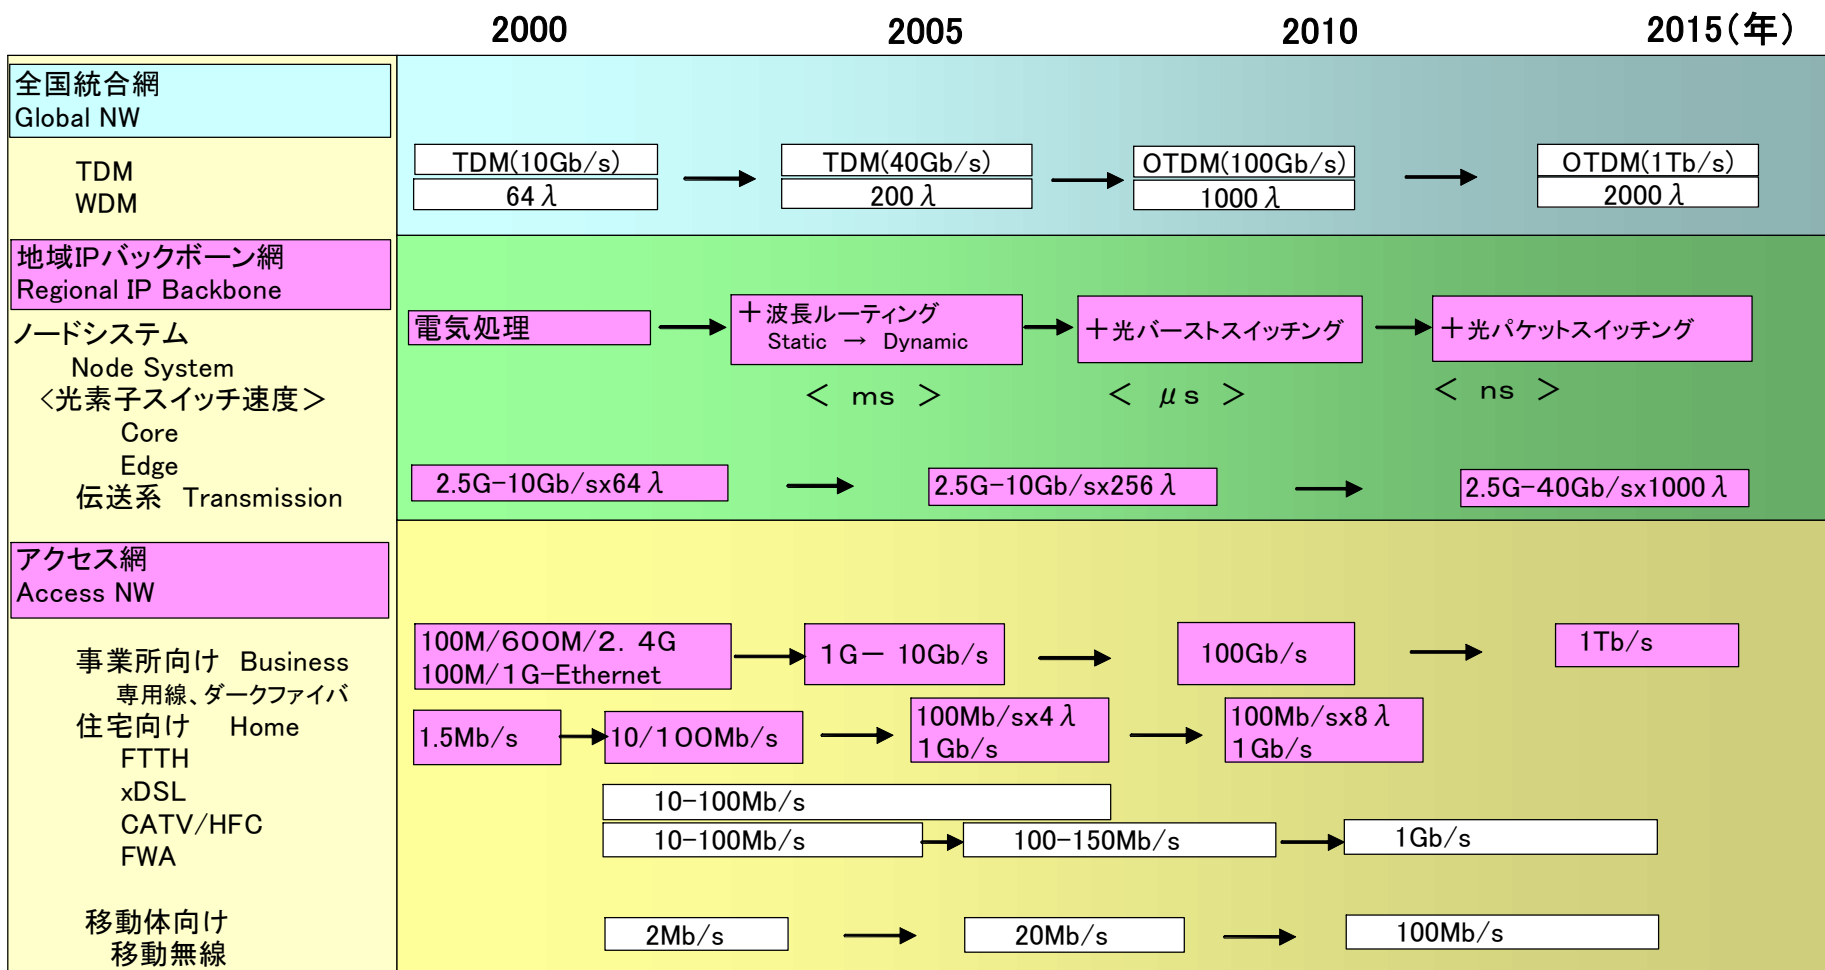 2000 2005 2010 2015(年)
全国統合網
Global NW
TDM
WDM
TDM(10Gb/s) → TDM(40Gb/s) → OTDM(100Gb/s) → OTDM(1Tb/s)
64λ 200λ 1000λ 2000λ
地域IPバックボーン網
Regional IP Backbone
ノードシステム
Node System
<光素子スイッチ速度>
Core
Edge
伝送系 Transmission
電気処理 → +波長ルーティング
Static → Dynamic
→ +光バーストスイッチング → +光パケットスイッチング
< ms > < μs > < ns >
2.5G-10Gb/sx64λ → 2.5G-10Gb/sx256λ → 2.5G-40Gb/sx1000λ
アクセス網
Access NW
事業所向け Business
専用線、ダークファイバ
住宅向け Home
FTTH
xDSL
CATV/HFC
FWA
移動体向け
移動無線
100M/600M/2.4G
100M/1G-Ethernet
→ 1G- 10Gb/s → 100Gb/s → 1Tb/s
1.5Mb/s → 10/100Mb/s → 100Mb/sx4λ
1Gb/s
→ 100Mb/sx8λ
1Gb/s
10-100Mb/s
10-100Mb/s → 100-150Mb/s → 1Gb/s
2Mb/s → 20Mb/s → 100Mb/s